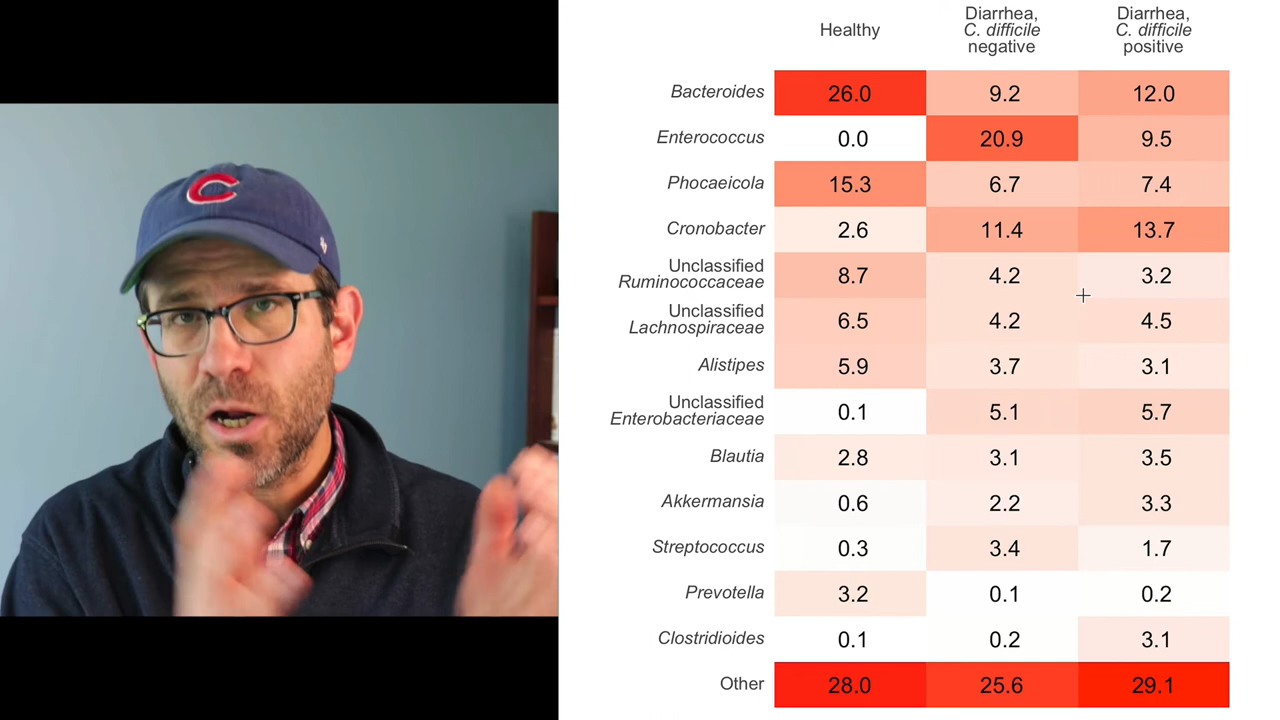 Healthy
Diarrhea,
C. difficile
negative
Diarrhea,
C. difficile
positive
Bacteroides 26.0 9.2 12.0
Enterococcus 0.0 20.9 9.5
Phocaeicola 15.3 6.7 7.4
Cronobacter 2.6 11.4 13.7
Unclassified
Ruminococcaceae 8.7 4.2 3.2
Unclassified
Lachnospiraceae 6.5 4.2 4.5
Alistipes 5.9 3.7 3.1
Unclassified
Enterobacteriaceae 0.1 5.1 5.7
Blautia 2.8 3.1 3.5
Akkermansia 0.6 2.2 3.3
Streptococcus 0.3 3.4 1.7
Prevotella 3.2 0.1 0.2
Clostridioides 0.1 0.2 3.1
Other 28.0 25.6 29.1
C